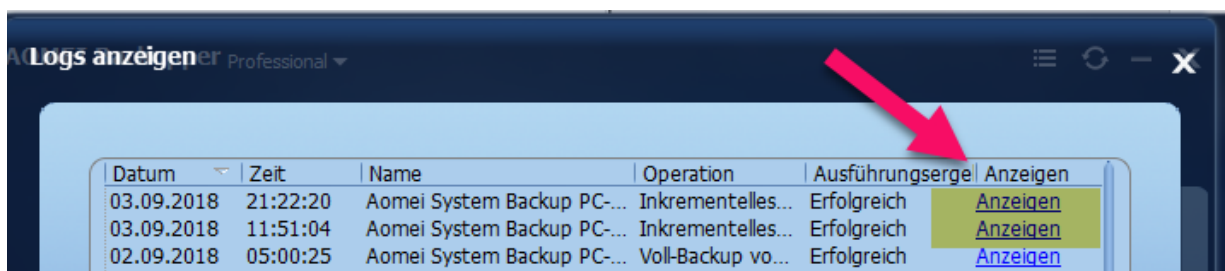 Logs anzeigen Professional
Datum Zeit Name Operation Ausführungserge Anzeigen
03.09.2018 21:22:20 Aomei System Backup PC-... Inkrementelles... Erfolgreich Anzeigen
03.09.2018 11:51:04 Aomei System Backup PC-... Inkrementelles... Erfolgreich Anzeigen
02.09.2018 05:00:25 Aomei System Backup PC-... Voll-Backup vo... Erfolgreich Anzeigen